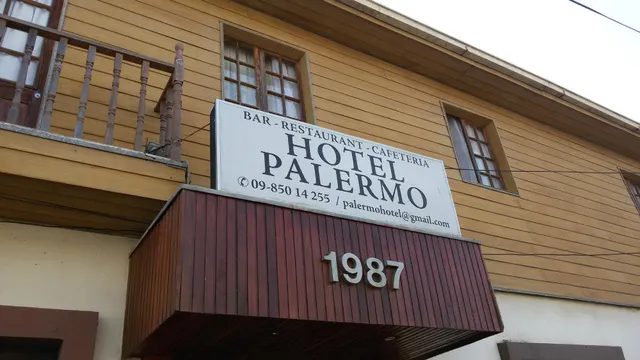 BAR - RESTAURANT - CAFETERIA
HOTEL
PALERMO
✆ 09-850 14 255 / palermohotel@gmail.com
1987